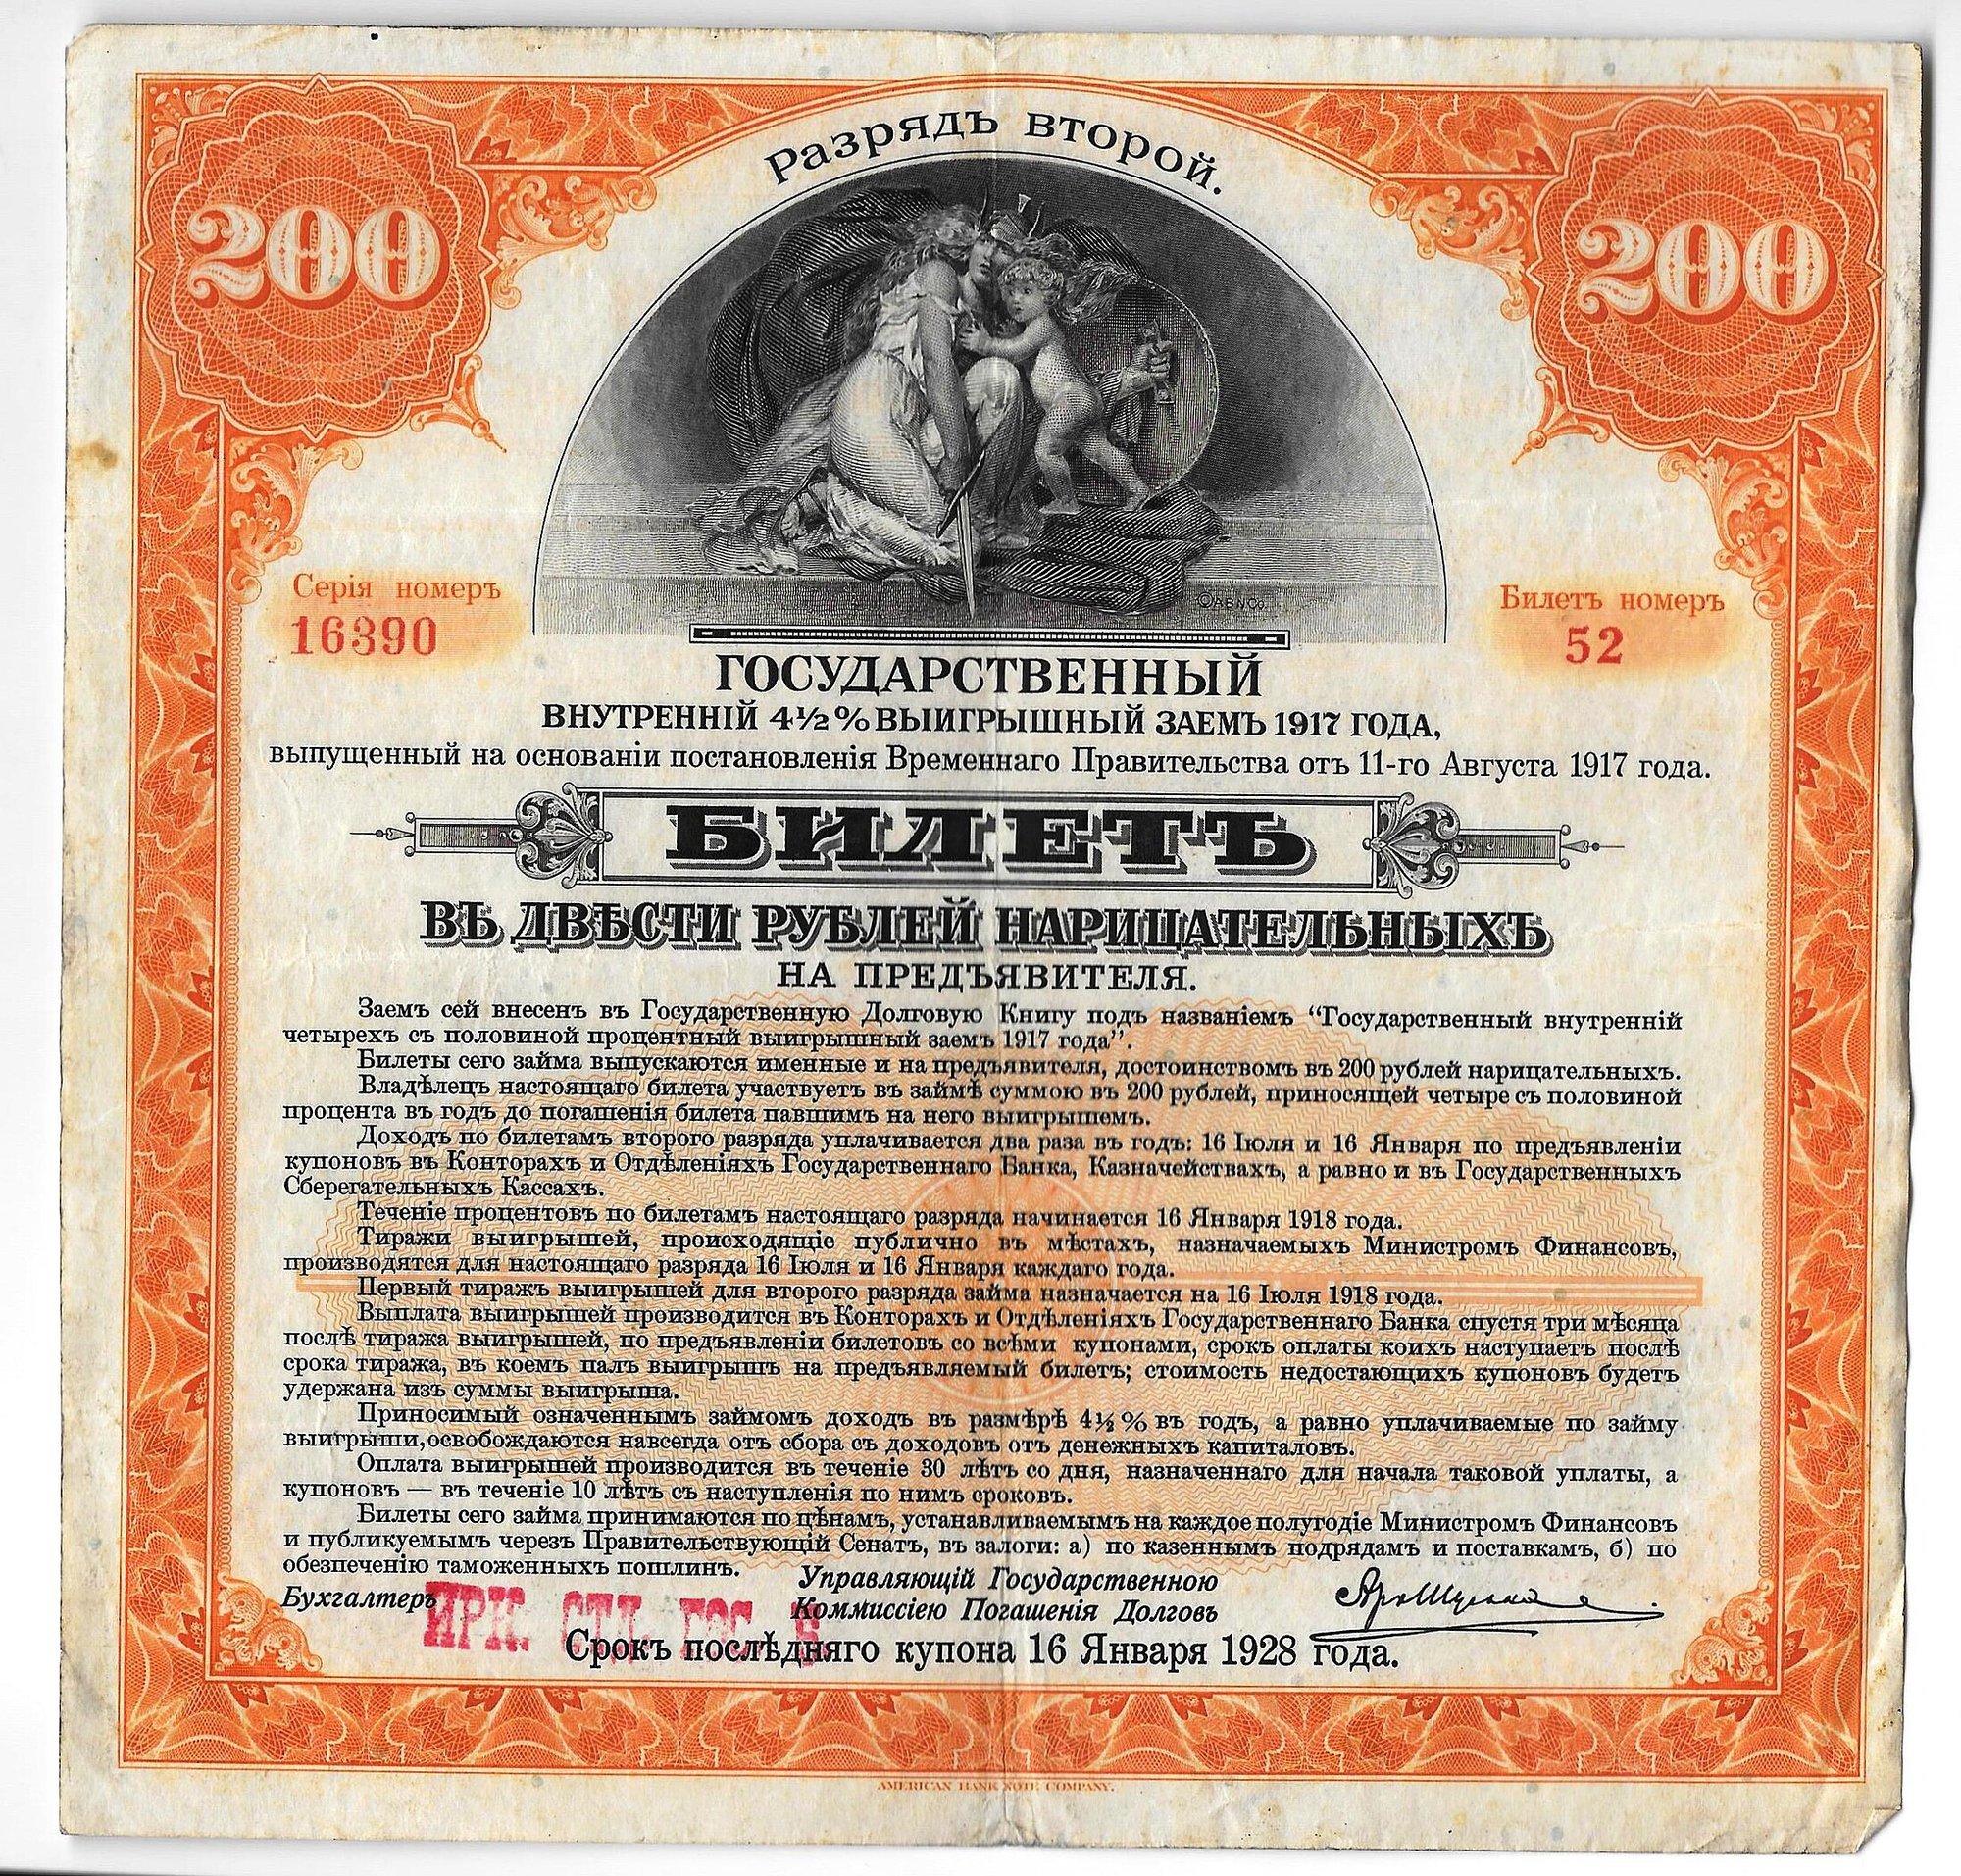 Разрядъ второй.
200
200
©ABNCo
Серія номеръ
16390
Билетъ номеръ
52
ГОСУДАРСТВЕННЫЙ
ВНУТРЕННІЙ 4½% ВЫИГРЫШНЫЙ ЗАЕМЪ 1917 ГОДА,
выпущенный на основаніи постановленія Временнаго Правительства отъ 11-го Августа 1917 года.
БИЛЕТЪ
ВЪ ДВѢСТИ РУБЛЕЙ НАРИЦАТЕЛЬНЫХЪ
НА ПРЕДЪЯВИТЕЛЯ.
Заемъ сей внесенъ въ Государственную Долговую Книгу подъ названіемъ “Государственный внутренній
четырехъ съ половиной процентный выигрышный заемъ 1917 года”.
Билеты сего займа выпускаются именные и на предъявителя, достоинствомъ въ 200 рублей нарицательныхъ.
Владѣлецъ настоящаго билета участвуетъ въ займѣ суммою въ 200 рублей, приносящей четыре съ половиной
процента въ годъ до погашенія билета павшимъ на него выигрышемъ.
Доходъ по билетамъ второго разряда уплачивается два раза въ годъ: 16 Іюля и 16 Января по предъявленіи
купоновъ въ Конторахъ и Отдѣленіяхъ Государственнаго Банка, Казначействахъ, а равно и въ Государственныхъ
Сберегательныхъ Кассахъ.
Теченіе процентовъ по билетамъ настоящаго разряда начинается 16 Января 1918 года.
Тиражи выигрышей, происходящіе публично въ мѣстахъ, назначаемыхъ Министромъ Финансовъ,
производятся для настоящаго разряда 16 Іюля и 16 Января каждаго года.
Первый тиражъ выигрышей для второго разряда займа назначается на 16 Іюля 1918 года.
Выплата выигрышей производится въ Конторахъ и Отдѣленіяхъ Государственнаго Банка спустя три мѣсяца
послѣ тиража выигрышей, по предъявленіи билетовъ со всѣми купонами, срокъ оплаты коихъ наступаетъ послѣ
срока тиража, въ коемъ палъ выигрышъ на предъявляемый билетъ; стоимость недостающихъ купоновъ будетъ
удержана изъ суммы выигрыша.
Приносимый означеннымъ займомъ доходъ въ размѣрѣ 4½% въ годъ, а равно уплачиваемые по займу
выигрыши, освобождаются навсегда отъ сбора съ доходовъ отъ денежныхъ капиталовъ.
Оплата выигрышей производится въ теченіе 30 лѣтъ со дня, назначеннаго для начала таковой уплаты, а
купоновъ — въ теченіе 10 лѣтъ съ наступленія по нимъ сроковъ.
Билеты сего займа принимаются по цѣнамъ, устанавливаемымъ на каждое полугодіе Министромъ Финансовъ
и публикуемымъ черезъ Правительствующій Сенатъ, въ залоги: а) по казеннымъ подрядамъ и поставкамъ, б) по
обезпеченію таможенныхъ пошлинъ.
Бухгалтеръ
ИРК. ОТД. ГОС. Б.
Управляющій Государственною
Коммиссіею Погашенія Долговъ
Срокъ послѣдняго купона 16 Января 1928 года.
AMERICAN BANK NOTE COMPANY.